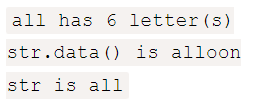 all has 6 letter(s)
str.data() is alloon
str is all